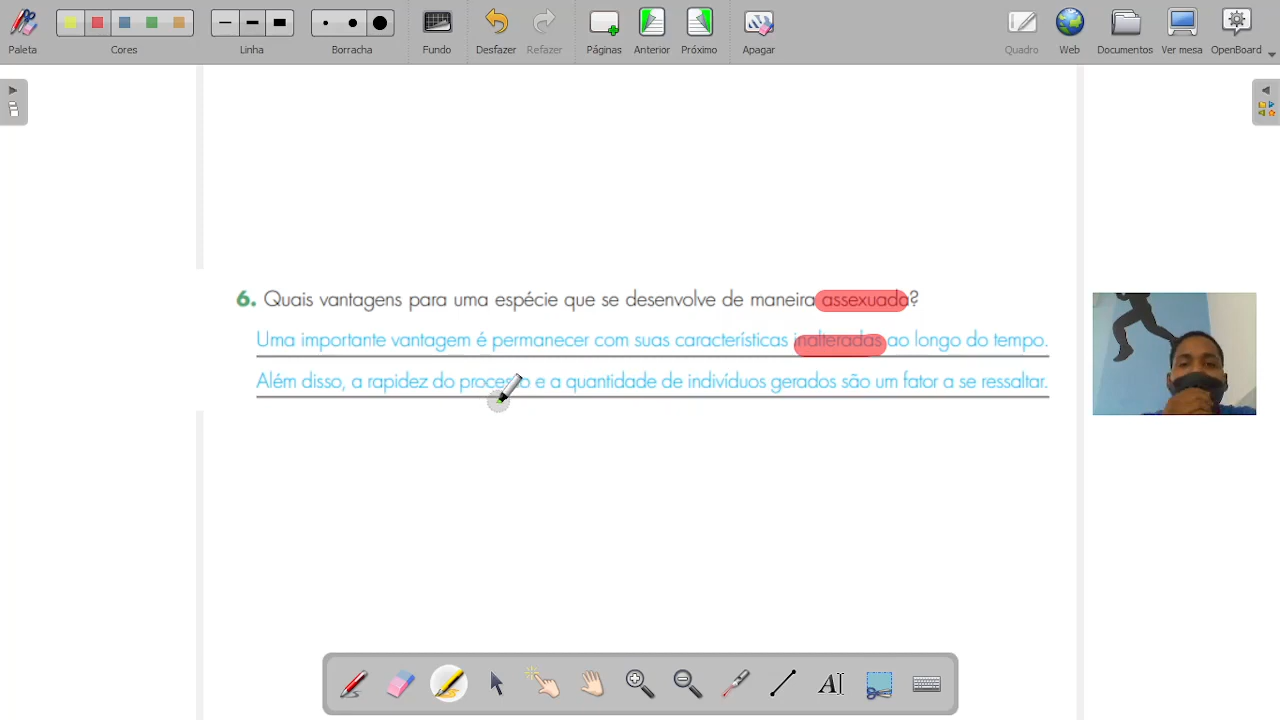 Paleta
Cores
Linha
Borracha
Fundo
Desfazer
Refazer
Páginas
Anterior
Próximo
Apagar
Quadro
Web
Documentos
Ver mesa
OpenBoard
6. Quais vantagens para uma espécie que se desenvolve de maneira assexuada?
Uma importante vantagem é permanecer com suas características inalteradas ao longo do tempo.
Além disso, a rapidez do processo e a quantidade de indivíduos gerados são um fator a se ressaltar.